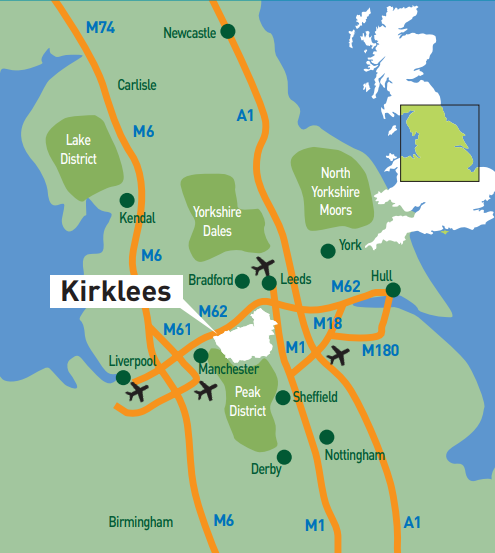 M74
Newcastle
Carlisle
A1
M6
Lake
District
North
Yorkshire
Moors
Kendal
Yorkshire
Dales
York
M6
Bradford
Leeds
Hull
M62
Kirklees
M62
M61
M18
M1
M180
Liverpool
Manchester
Peak
District
Sheffield
Nottingham
Derby
Birmingham
M6
M1
A1